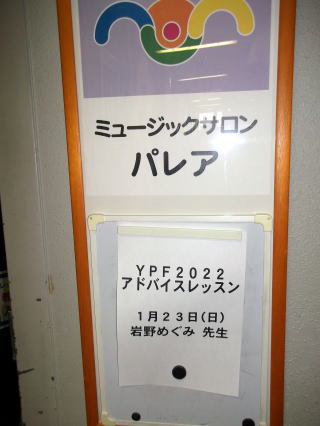 ミュージックサロン
パレア
ＹＰＦ２０２２
アドバイスレッスン
１月２３日(日)
岩野めぐみ 先生